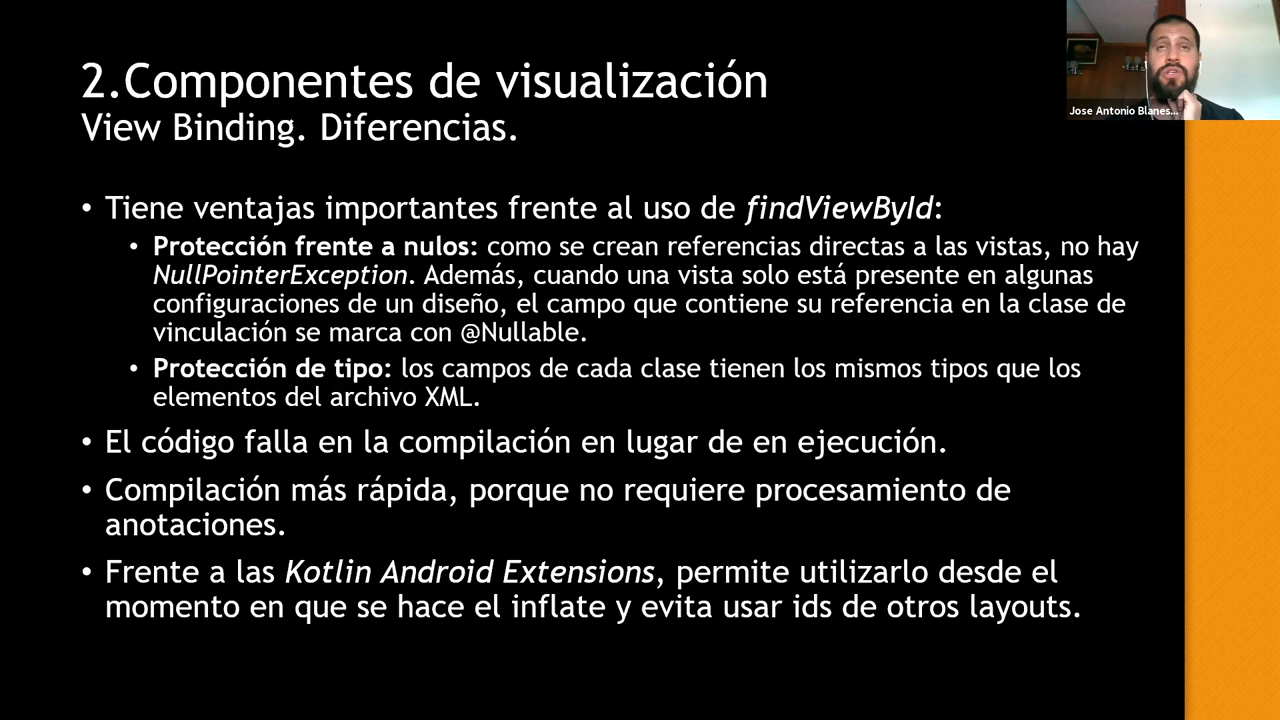 2.Componentes de visualización
View Binding. Diferencias.
Jose Antonio Blanes...
• Tiene ventajas importantes frente al uso de findViewById:
• Protección frente a nulos: como se crean referencias directas a las vistas, no hay
NullPointerException. Además, cuando una vista solo está presente en algunas
configuraciones de un diseño, el campo que contiene su referencia en la clase de
vinculación se marca con @Nullable.
• Protección de tipo: los campos de cada clase tienen los mismos tipos que los
elementos del archivo XML.
• El código falla en la compilación en lugar de en ejecución.
• Compilación más rápida, porque no requiere procesamiento de
anotaciones.
• Frente a las Kotlin Android Extensions, permite utilizarlo desde el
momento en que se hace el inflate y evita usar ids de otros layouts.